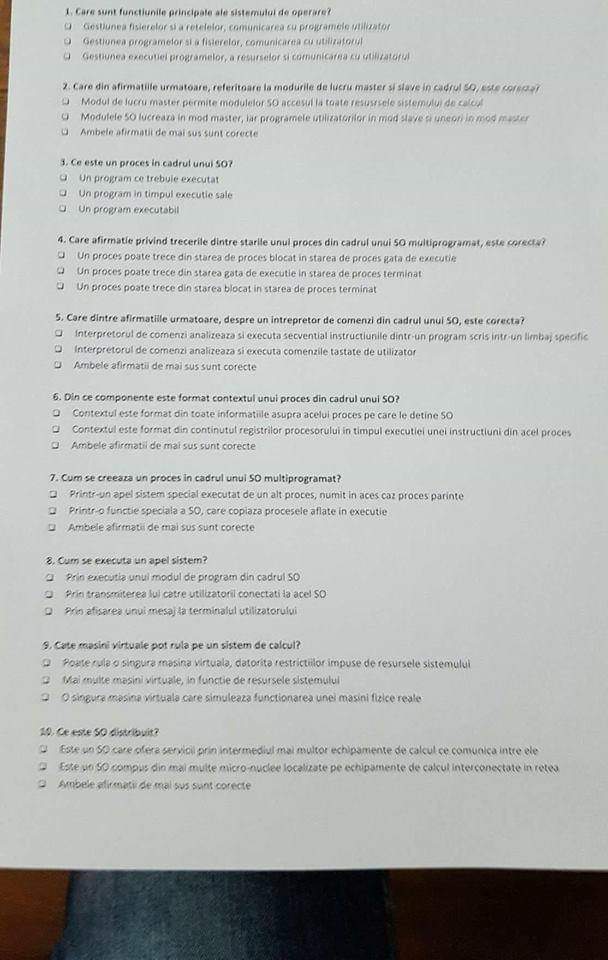 1. Care sunt functiunile principale ale sistemului de operare?
❑ Gestiunea fisierelor si a retelelor, comunicarea cu programele utilizator
❑ Gestiunea programelor si a fisierelor, comunicarea cu utilizatorul
❑ Gestiunea executiei programelor, a resurselor si comunicarea cu utilizatorul
2. Care din afirmatiile urmatoare, referitoare la modurile de lucru master si slave in cadrul SO, este corecta?
❑ Modul de lucru master permite modulelor SO accesul la toate resusrsele sistemului de calcul
❑ Modulele SO lucreaza in mod master, iar programele utilizatorilor in mod slave si uneori in mod master
❑ Ambele afirmatii de mai sus sunt corecte
3. Ce este un proces in cadrul unui SO?
❑ Un program ce trebuie executat
❑ Un program in timpul executie sale
❑ Un program executabil
4. Care afirmatie privind trecerile dintre starile unui proces din cadrul unui SO multiprogramat, este corecta?
❑ Un proces poate trece din starea de proces blocat in starea de proces gata de executie
❑ Un proces poate trece din starea gata de executie in starea de proces terminat
❑ Un proces poate trece din starea blocat in starea de proces terminat
5. Care dintre afirmatiile urmatoare, despre un intrepretor de comenzi din cadrul unui SO, este corecta?
❑ Interpretorul de comenzi analizeaza si executa secvential instructiunile dintr-un program scris intr-un limbaj specific
❑ Interpretorul de comenzi analizeaza si executa comenzile tastate de utilizator
❑ Ambele afirmatii de mai sus sunt corecte
6. Din ce componente este format contextul unui proces din cadrul unui SO?
❑ Contextul este format din toate informatiile asupra acelui proces pe care le detine SO
❑ Contextul este format din continutul registrilor procesorului in timpul executiei unei instructiuni din acel proces
❑ Ambele afirmatii de mai sus sunt corecte
7. Cum se creeaza un proces in cadrul unui SO multiprogramat?
❑ Printr-un apel sistem special executat de un alt proces, numit in aces caz proces parinte
❑ Printr-o functie speciala a SO, care copiaza procesele aflate in executie
❑ Ambele afirmatii de mai sus sunt corecte
8. Cum se executa un apel sistem?
❑ Prin executia unui modul de program din cadrul SO
❑ Prin transmiterea lui catre utilizatorii conectati la acel SO
❑ Prin afisarea unui mesaj la terminalul utilizatorului
9. Cate masini virtuale pot rula pe un sistem de calcul?
❑ Poate rula o singura masina virtuala, datorita restrictiilor impuse de resursele sistemului
❑ Mai multe masini virtuale, in functie de resursele sistemului
❑ O singura masina virtuala care simuleaza functionarea unei masini fizice reale
10. Ce este SO distribuit?
❑ Este un SO care ofera servicii prin intermediul mai multor echipamente de calcul ce comunica intre ele
❑ Este un SO compus din mai multe micro-nuclee localizate pe echipamente de calcul interconectate in retea
❑ Ambele afirmatii de mai sus sunt corecte